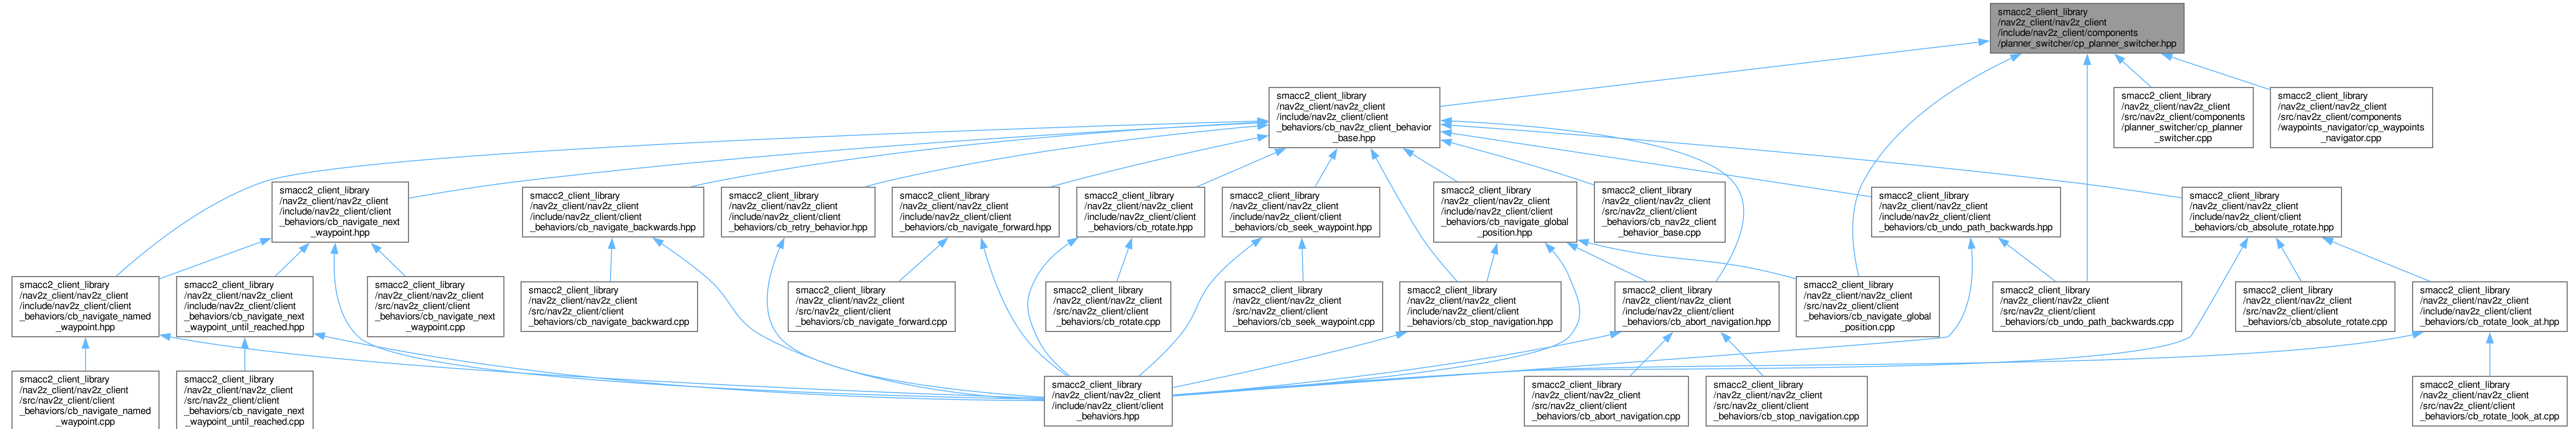 smacc2_client_library
/nav2z_client/nav2z_client
/include/nav2z_client/components
/planner_switcher/cp_planner_switcher.hpp
smacc2_client_library
/nav2z_client/nav2z_client
/include/nav2z_client/client
_behaviors/cb_nav2z_client_behavior
_base.hpp
smacc2_client_library
/nav2z_client/nav2z_client
/src/nav2z_client/components
/planner_switcher/cp_planner
_switcher.cpp
smacc2_client_library
/nav2z_client/nav2z_client
/src/nav2z_client/components
/waypoints_navigator/cp_waypoints
_navigator.cpp
smacc2_client_library
/nav2z_client/nav2z_client
/include/nav2z_client/client
_behaviors/cb_navigate_next
_waypoint.hpp
smacc2_client_library
/nav2z_client/nav2z_client
/include/nav2z_client/client
_behaviors/cb_navigate_backwards.hpp
smacc2_client_library
/nav2z_client/nav2z_client
/include/nav2z_client/client
_behaviors/cb_retry_behavior.hpp
smacc2_client_library
/nav2z_client/nav2z_client
/include/nav2z_client/client
_behaviors/cb_navigate_forward.hpp
smacc2_client_library
/nav2z_client/nav2z_client
/include/nav2z_client/client
_behaviors/cb_rotate.hpp
smacc2_client_library
/nav2z_client/nav2z_client
/include/nav2z_client/client
_behaviors/cb_seek_waypoint.hpp
smacc2_client_library
/nav2z_client/nav2z_client
/include/nav2z_client/client
_behaviors/cb_navigate_global
_position.hpp
smacc2_client_library
/nav2z_client/nav2z_client
/src/nav2z_client/client
_behaviors/cb_nav2z_client
_behavior_base.cpp
smacc2_client_library
/nav2z_client/nav2z_client
/include/nav2z_client/client
_behaviors/cb_undo_path_backwards.hpp
smacc2_client_library
/nav2z_client/nav2z_client
/include/nav2z_client/client
_behaviors/cb_absolute_rotate.hpp
smacc2_client_library
/nav2z_client/nav2z_client
/include/nav2z_client/client
_behaviors/cb_navigate_named
_waypoint.hpp
smacc2_client_library
/nav2z_client/nav2z_client
/include/nav2z_client/client
_behaviors/cb_navigate_next
_waypoint_until_reached.hpp
smacc2_client_library
/nav2z_client/nav2z_client
/src/nav2z_client/client
_behaviors/cb_navigate_next
_waypoint.cpp
smacc2_client_library
/nav2z_client/nav2z_client
/src/nav2z_client/client
_behaviors/cb_navigate_backward.cpp
smacc2_client_library
/nav2z_client/nav2z_client
/src/nav2z_client/client
_behaviors/cb_navigate_forward.cpp
smacc2_client_library
/nav2z_client/nav2z_client
/src/nav2z_client/client
_behaviors/cb_rotate.cpp
smacc2_client_library
/nav2z_client/nav2z_client
/src/nav2z_client/client
_behaviors/cb_seek_waypoint.cpp
smacc2_client_library
/nav2z_client/nav2z_client
/include/nav2z_client/client
_behaviors/cb_stop_navigation.hpp
smacc2_client_library
/nav2z_client/nav2z_client
/include/nav2z_client/client
_behaviors/cb_abort_navigation.hpp
smacc2_client_library
/nav2z_client/nav2z_client
/src/nav2z_client/client
_behaviors/cb_navigate_global
_position.cpp
smacc2_client_library
/nav2z_client/nav2z_client
/src/nav2z_client/client
_behaviors/cb_undo_path_backwards.cpp
smacc2_client_library
/nav2z_client/nav2z_client
/src/nav2z_client/client
_behaviors/cb_absolute_rotate.cpp
smacc2_client_library
/nav2z_client/nav2z_client
/include/nav2z_client/client
_behaviors/cb_rotate_look_at.hpp
smacc2_client_library
/nav2z_client/nav2z_client
/src/nav2z_client/client
_behaviors/cb_navigate_named
_waypoint.cpp
smacc2_client_library
/nav2z_client/nav2z_client
/src/nav2z_client/client
_behaviors/cb_navigate_next
_waypoint_until_reached.cpp
smacc2_client_library
/nav2z_client/nav2z_client
/include/nav2z_client/client
_behaviors.hpp
smacc2_client_library
/nav2z_client/nav2z_client
/src/nav2z_client/client
_behaviors/cb_abort_navigation.cpp
smacc2_client_library
/nav2z_client/nav2z_client
/src/nav2z_client/client
_behaviors/cb_stop_navigation.cpp
smacc2_client_library
/nav2z_client/nav2z_client
/src/nav2z_client/client
_behaviors/cb_rotate_look_at.cpp